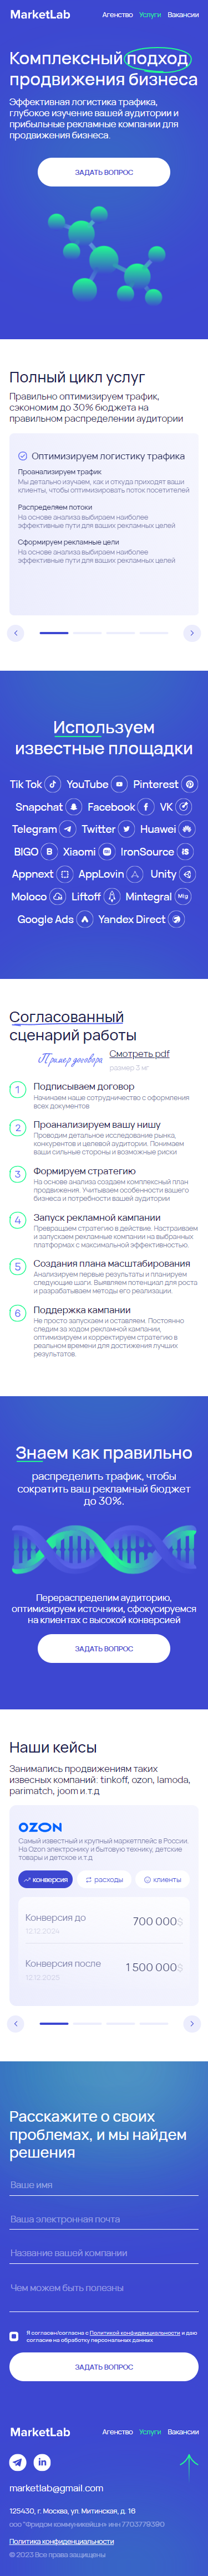 MarketLab
Агенство Услуги Вакансии
Комплексный подход
продвижения бизнеса
Эффективная логистика трафика,
глубокое изучение вашей аудитории и
прибыльные рекламные компании для
продвижения бизнеса.
ЗАДАТЬ ВОПРОС
Полный цикл услуг
Правильно оптимизируем трафик,
сэкономим до 30% бюджета на
правильном распределении аудитории
Оптимизируем логистику трафика
Проанализируем трафик
Мы детально изучаем, как и откуда приходят ваши
клиенты, чтобы оптимизировать поток посетителей
Распределяем потоки
На основе анализа выбираем наиболее
эффективные пути для ваших рекламных целей
Сформируем рекламные цели
На основе анализа выбираем наиболее
эффективные пути для ваших рекламных целей
Используем
известные площадки
Tik Tok YouTube Pinterest
Snapchat Facebook VK
Telegram Twitter Huawei
BIGO B Xiaomi IronSource iS
Appnext AppLovin Unity
Moloco Liftoff Mintegral Mtg
Google Ads Yandex Direct
Согласованный
сценарий работы
Пример договора
Смотреть pdf
размер 3 мг
1 Подписываем договор
Начинаем наше сотрудничество с оформления
всех документов
2 Проанализируем вашу нишу
Проводим детальное исследование рынка,
конкурентов и целевой аудитории. Понимаем
ваши сильные стороны и возможные риски
3 Формируем стратегию
На основе анализа создаем комплексный план
продвижения. Учитываем особенности вашего
бизнеса и потребности вашей аудитории
4 Запуск рекламной кампании
Превращаем стратегию в действие. Настраиваем
и запускаем рекламные кампании на выбранных
платформах с максимальной эффективностью.
5 Создания плана масштабирования
Анализируем первые результаты и планируем
следующие шаги. Выявляем потенциал для роста
и разрабатываем методы его реализации.
6 Поддержка кампании
Не просто запускаем и оставляем. Постоянно
следим за ходом рекламной кампании,
оптимизируем и корректируем стратегию в
реальном времени для достижения лучших
результатов.
Знаем как правильно
распределить трафик, чтобы
сократить ваш рекламный бюджет
до 30%.
Перераспределим аудиторию,
оптимизируем источники, сфокусируемся
на клиентах с высокой конверсией
ЗАДАТЬ ВОПРОС
Наши кейсы
Занимались продвижениям таких
извесных компаний: tinkoff, ozon, lamoda,
parimatch, joom и.т.д
OZON
Самый известный и крупный маркетплейс в России.
На Ozon электронику и бытовую технику, детские
товары и детское и.т.д
конверсия расходы клиенты
Конверсия до
12.12.2024
700 000$
Конверсия после
12.12.2025
1 500 000$
Расскажите о своих
проблемах, и мы найдем
решения
Ваше имя
Ваша электронная почта
Название вашей компании
Чем можем быть полезны
Я согласен/согласна с Политикой конфиденциальности и даю
согласие на обработку персональных данных
ЗАДАТЬ ВОПРОС
MarketLab
Агенство Услуги Вакансии
in
marketlab@gmail.com
125430, г. Москва, ул. Митинская, д. 16
ооо "Фридом коммуникейшн» инн 7703779390
Политика конфиденциальности
© 2023 Все права защищены